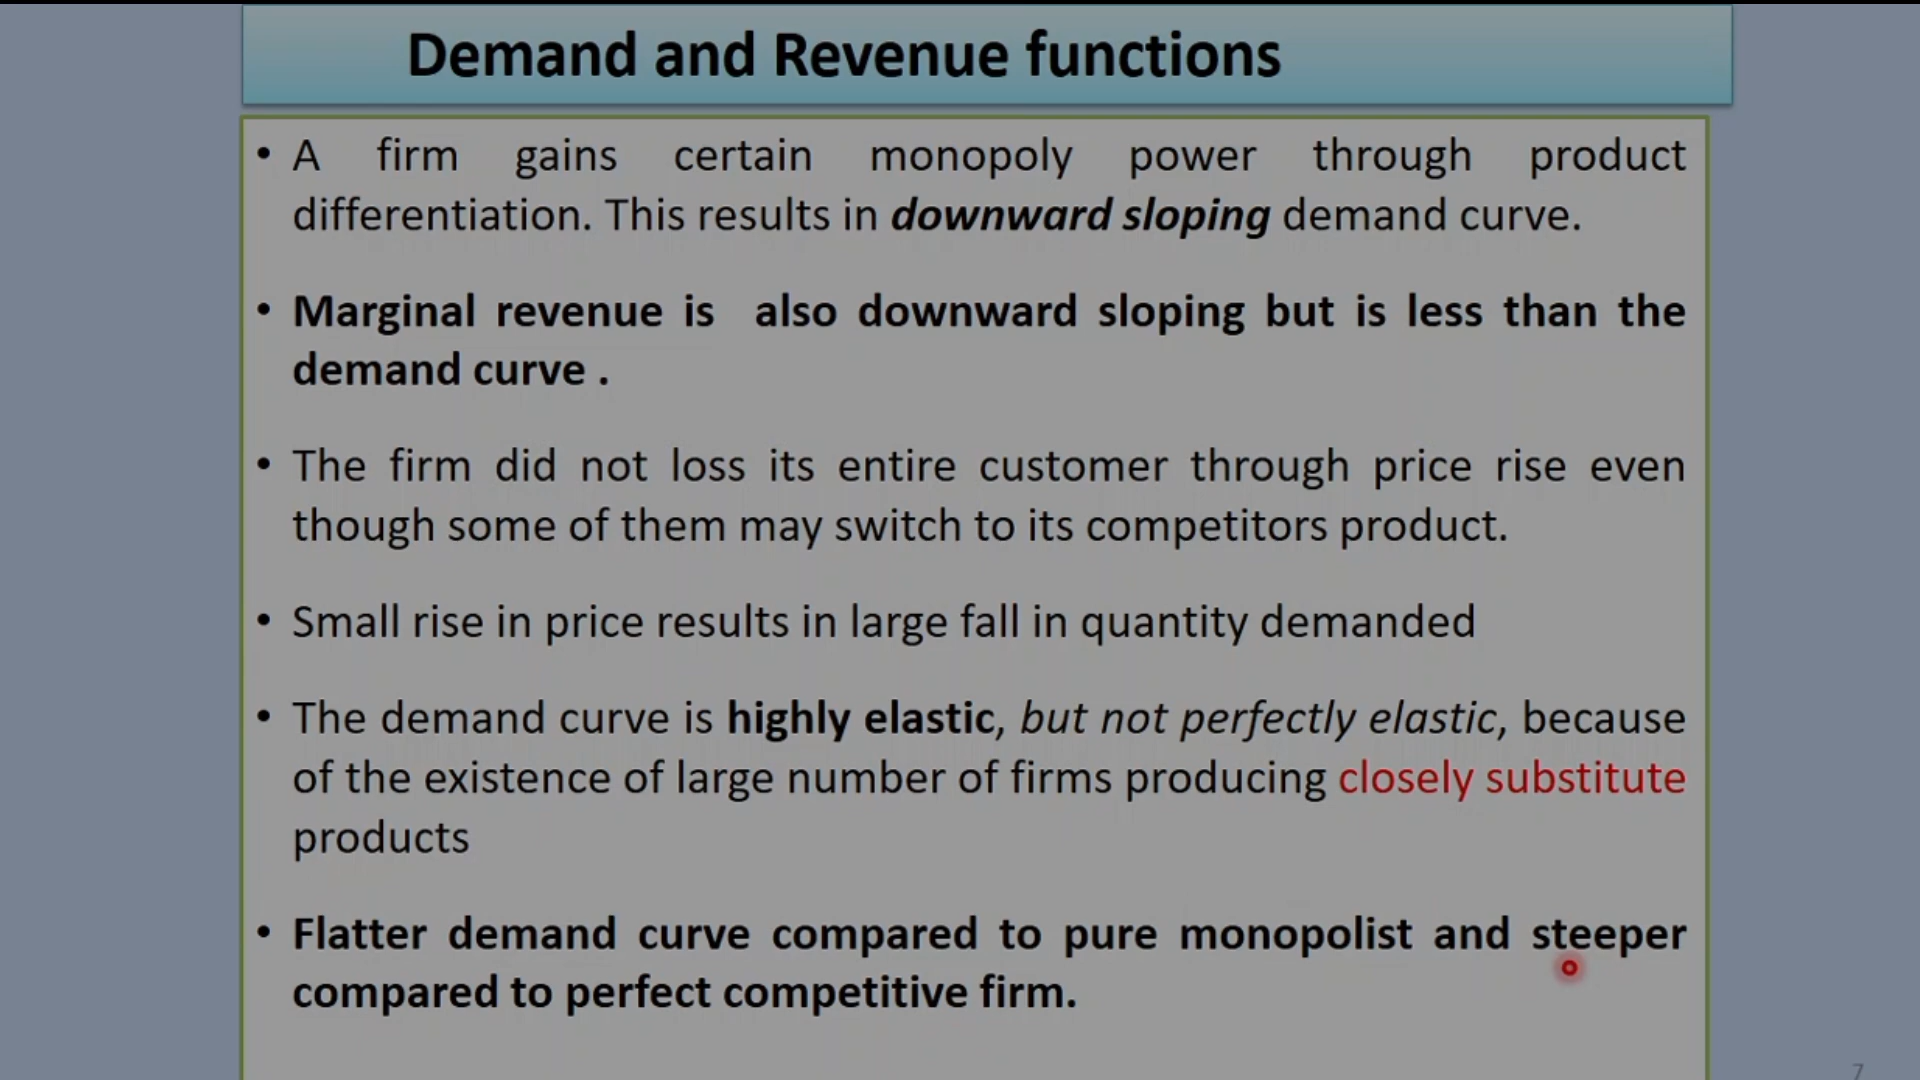 Demand and Revenue functions
• A firm gains certain monopoly power through product
differentiation. This results in downward sloping demand curve.
• Marginal revenue is also downward sloping but is less than the
demand curve .
• The firm did not loss its entire customer through price rise even
though some of them may switch to its competitors product.
• Small rise in price results in large fall in quantity demanded
• The demand curve is highly elastic, but not perfectly elastic, because
of the existence of large number of firms producing closely substitute
products
• Flatter demand curve compared to pure monopolist and steeper
compared to perfect competitive firm.
7